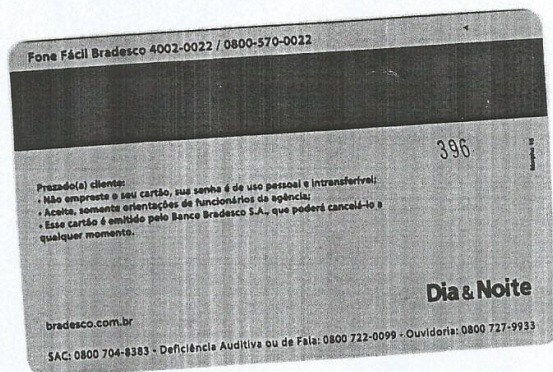 Fone Fácil Bradesco 4002-0022 / 0800-570-0022
396
Prezado(a) cliente:
• Não empreste o seu cartão, sua senha é de uso pessoal e intransferível;
• Aceite, somente orientações de funcionários da agência;
• Esse cartão é emitido pelo Banco Bradesco S.A., que poderá cancelá-lo a
qualquer momento.
Dia & Noite
bradesco.com.br
SAC: 0800 704-8383 - Deficiência Auditiva ou de Fala: 0800 722-0099 - Ouvidoria: 0800 727-9933